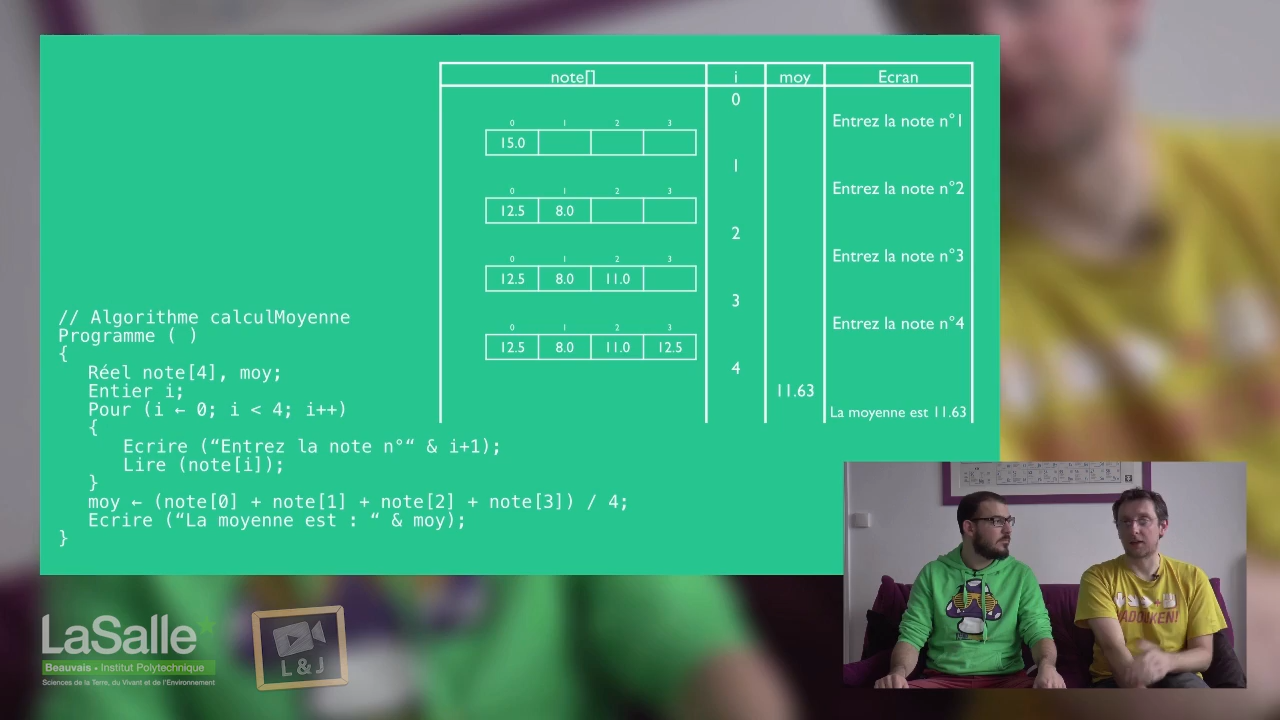 note[]
i
moy
Ecran
0
Entrez la note n°1
0 1 2 3
15.0
1
Entrez la note n°2
0 1 2 3
12.5 8.0
2
Entrez la note n°3
0 1 2 3
12.5 8.0 11.0
3
Entrez la note n°4
0 1 2 3
12.5 8.0 11.0 12.5
4
11.63
La moyenne est 11.63
// Algorithme calculMoyenne
Programme ( )
{
Réel note[4], moy;
Entier i;
Pour (i ← 0; i < 4; i++)
{
Ecrire (“Entrez la note n°“ & i+1);
Lire (note[i]);
}
moy ← (note[0] + note[1] + note[2] + note[3]) / 4;
Ecrire (“La moyenne est : “ & moy);
}
LaSalle
Beauvais • Institut Polytechnique
Sciences de la Terre, du Vivant et de l'Environnement
L & J